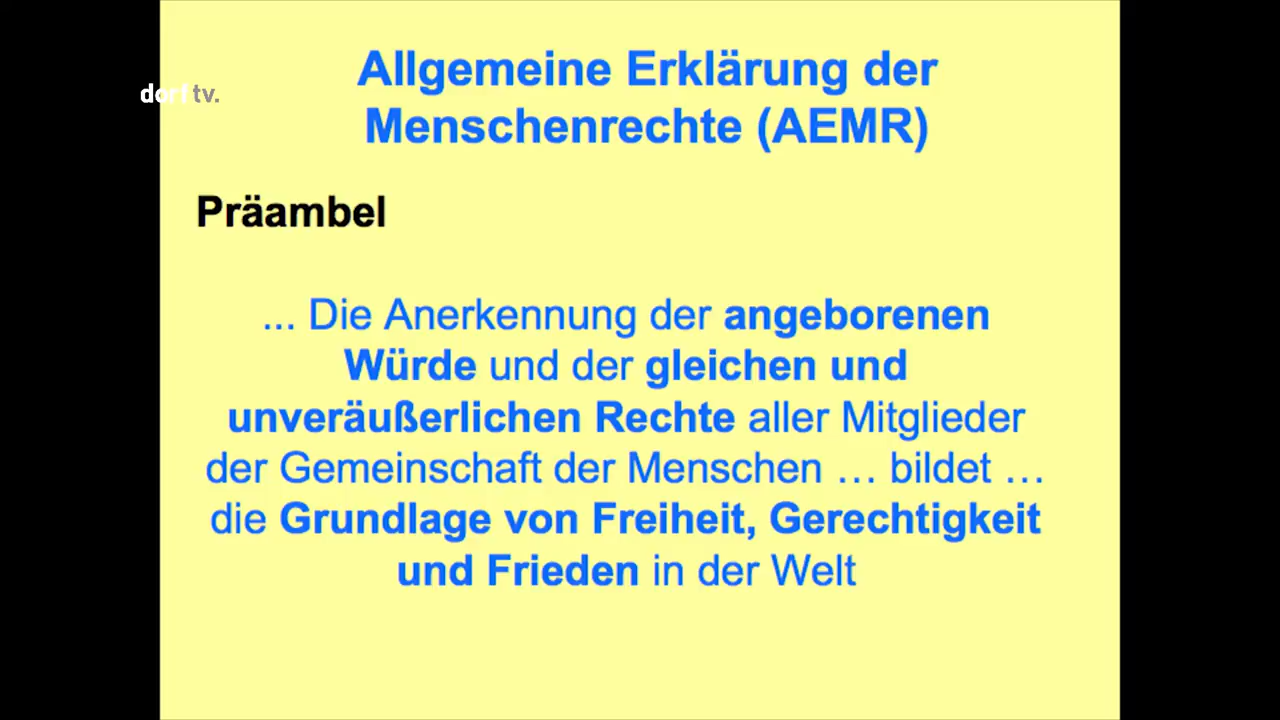 Allgemeine Erklärung der
Menschenrechte (AEMR)
dorf tv.
Präambel
... Die Anerkennung der angeborenen
Würde und der gleichen und
unveräußerlichen Rechte aller Mitglieder
der Gemeinschaft der Menschen … bildet …
die Grundlage von Freiheit, Gerechtigkeit
und Frieden in der Welt